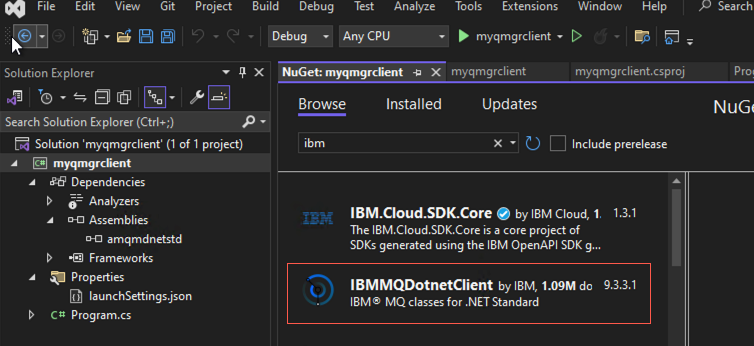 File Edit View Git Project Build Debug Test Analyze Tools Extensions Window Help Search
Debug Any CPU myqmgrclient
Solution Explorer
Search Solution Explorer (Ctrl+;)
Solution 'myqmgrclient' (1 of 1 project)
C# myqmgrclient
Dependencies
Analyzers
Assemblies
amqmdnetstd
Frameworks
Properties
launchSettings.json
C# Program.cs
NuGet: myqmgrclient myqmgrclient myqmgrclient.csproj Pro
Browse Installed Updates NuGe
ibm Include prerelease
IBM IBM.Cloud.SDK.Core by IBM Cloud, 1. 1.3.1
The IBM.Cloud.SDK.Core is a core project of
SDKs generated using the IBM OpenAPI SDK g...
IBMMQDotnetClient by IBM, 1.09M do 9.3.3.1
IBM® MQ classes for .NET Standard